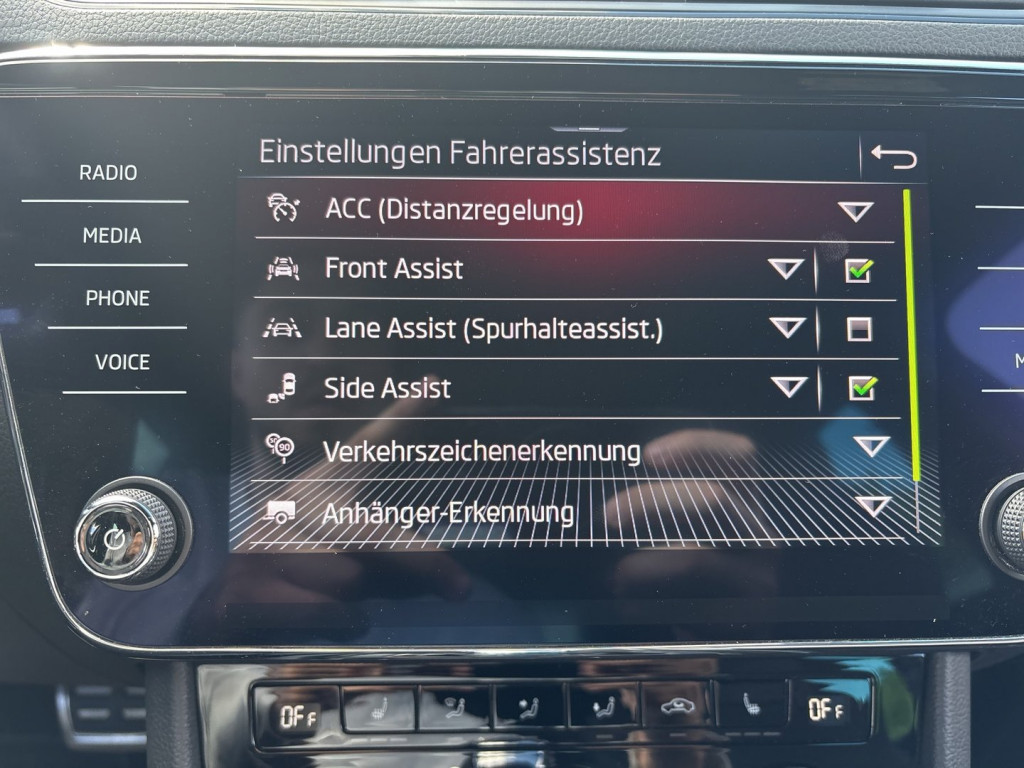 Einstellungen Fahrerassistenz
RADIO
MEDIA
PHONE
VOICE
ACC (Distanzregelung)
Front Assist
Lane Assist (Spurhalteassist.)
Side Assist
90
Verkehrszeichenerkennung
Anhänger-Erkennung
OFF
OFF